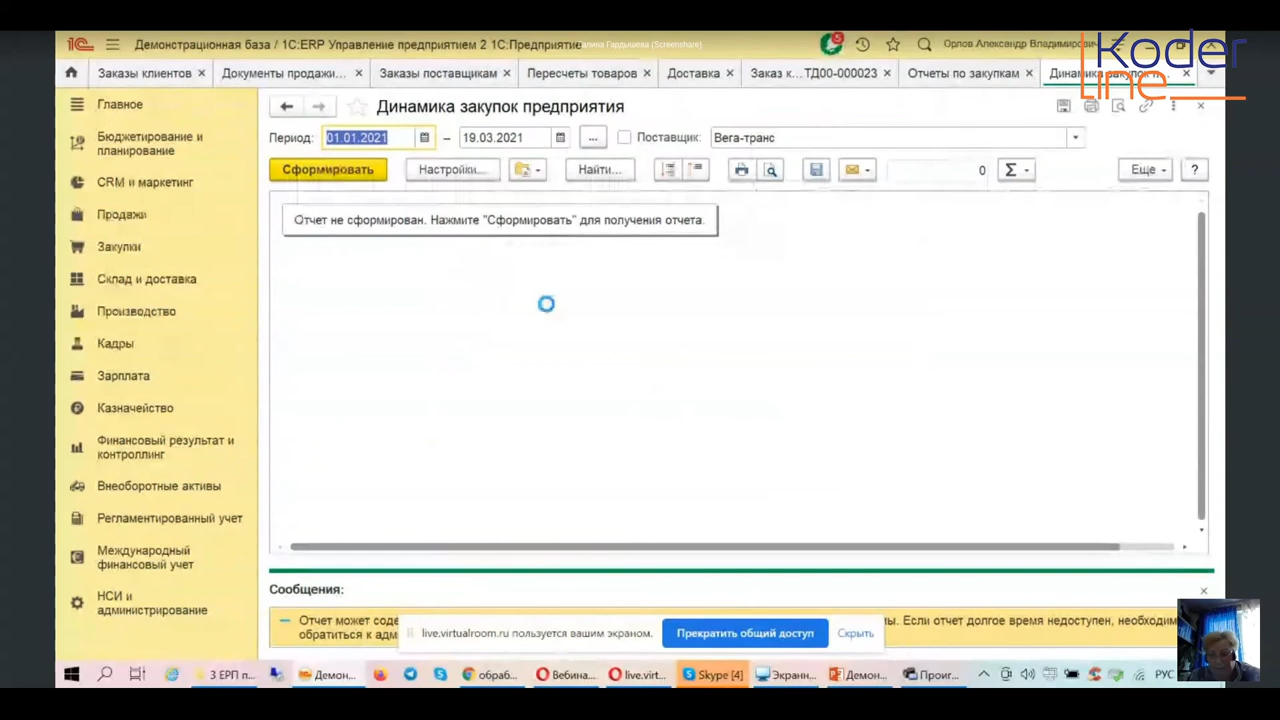 Демонстрационная база / 1С:ERP Управление предприятием 2 1С:Предприятие
Галина Гардышева (Screenshare)
Орлов Александр Владимирович
Koder
line
Заказы клиентов
Документы продажи...
Заказы поставщикам
Пересчеты товаров
Доставка
Заказ к... ТД00-000023
Отчеты по закупкам
Динамика закупок п...
Главное
Бюджетирование и
планирование
CRM и маркетинг
Продажи
Закупки
Склад и доставка
Производство
Кадры
Зарплата
Казначейство
Финансовый результат и
контроллинг
Внеоборотные активы
Регламентированный учет
Международный
финансовый учет
НСИ и
администрирование
Динамика закупок предприятия
Период: 01.01.2021 – 19.03.2021 ... Поставщик: Вега-транс
Сформировать Настройки... Найти... 0 Σ Еще ?
Отчет не сформирован. Нажмите "Сформировать" для получения отчета.
Сообщения:
Отчет может соде
ы. Если отчет долгое время недоступен, необходим
обратиться к адм
live.virtualroom.ru пользуется вашим экраном. Прекратить общий доступ Скрыть
3 ЕРП п... Демон... обраб... Вебина... live.virt... Skype [4] Экранн... Демон... Проиг... РУС